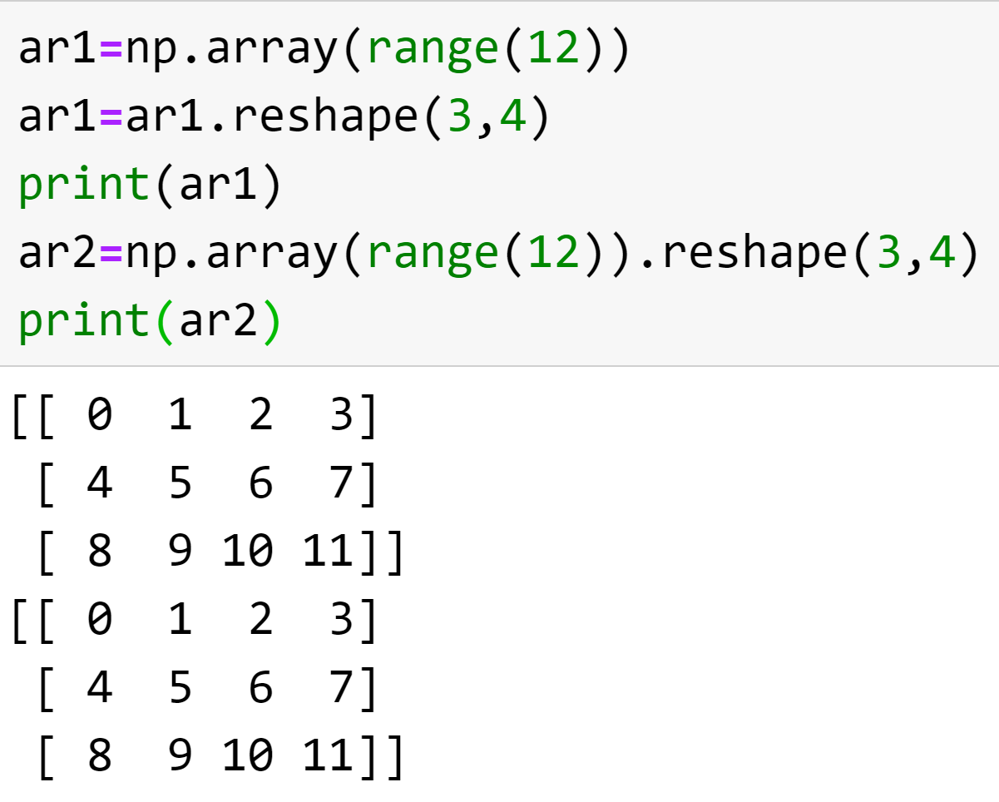 ar1=np.array(range(12))
ar1=ar1.reshape(3,4)
print(ar1)
ar2=np.array(range(12)).reshape(3,4)
print(ar2)
[[ 0  1  2  3]
 [ 4  5  6  7]
 [ 8  9 10 11]]
[[ 0  1  2  3]
 [ 4  5  6  7]
 [ 8  9 10 11]]